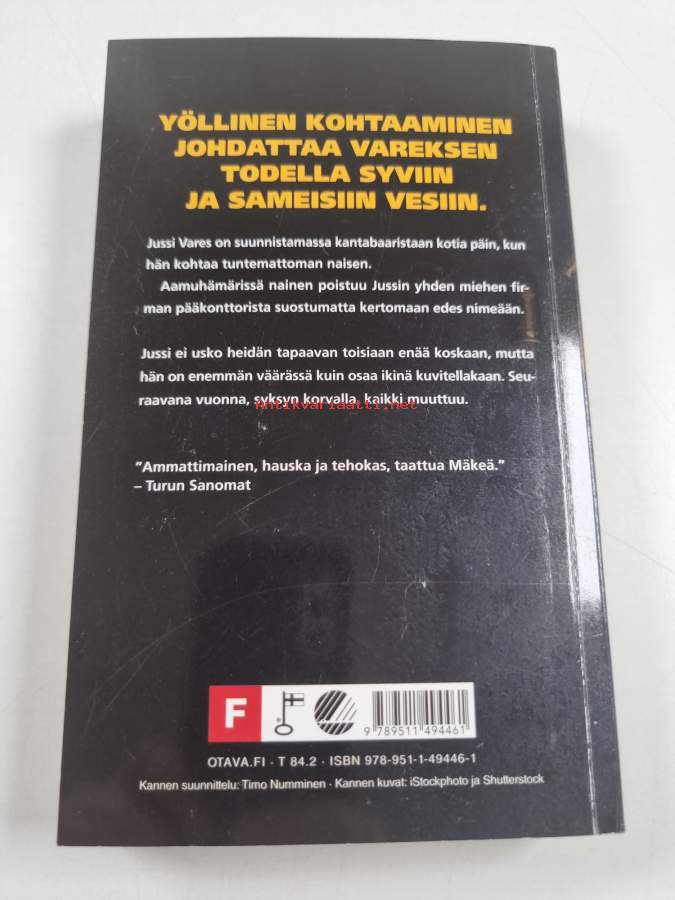 YÖLLINEN KOHTAAMINEN
JOHDATTAA VAREKSEN
TODELLA SYVIIN
JA SAMEISIIN VESIIN.
Jussi Vares on suunnistamassa kantabaaristaan kotia päin, kun
hän kohtaa tuntemattoman naisen.
Aamuhämärissä nainen poistuu Jussin yhden miehen fir-
man pääkonttorista suostumatta kertomaan edes nimeään.
Jussi ei usko heidän tapaavan toisiaan enää koskaan, mutta
hän on enemmän väärässä kuin osaa ikinä kuvitellakaan. Seu-
raavana vuonna, syksyn korvalla, kaikki muuttuu.
Antikvariaatti.net
”Ammattimainen, hauska ja tehokas, taattua Mäkeä.”
– Turun Sanomat
F
9 789511 494461
OTAVA.FI · T 84.2 · ISBN 978-951-1-49446-1
Kannen suunnittelu: Timo Numminen · Kannen kuvat: iStockphoto ja Shutterstock